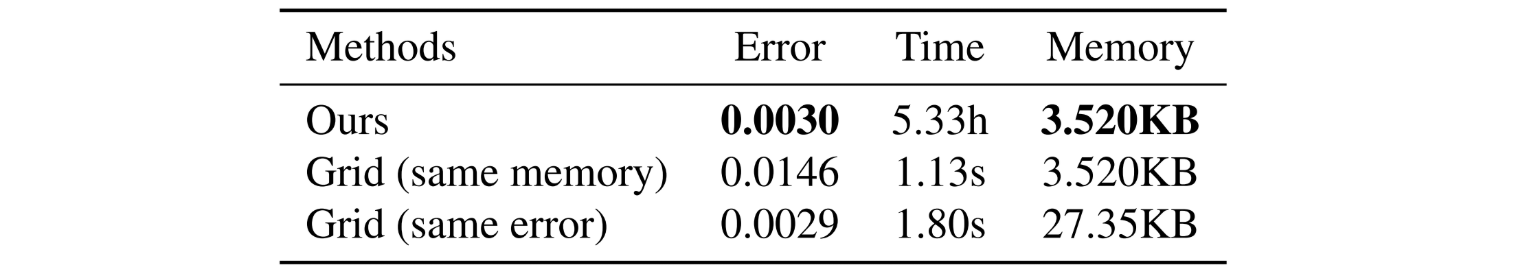 Methods Error Time Memory
Ours 0.0030 5.33h 3.520KB
Grid (same memory) 0.0146 1.13s 3.520KB
Grid (same error) 0.0029 1.80s 27.35KB